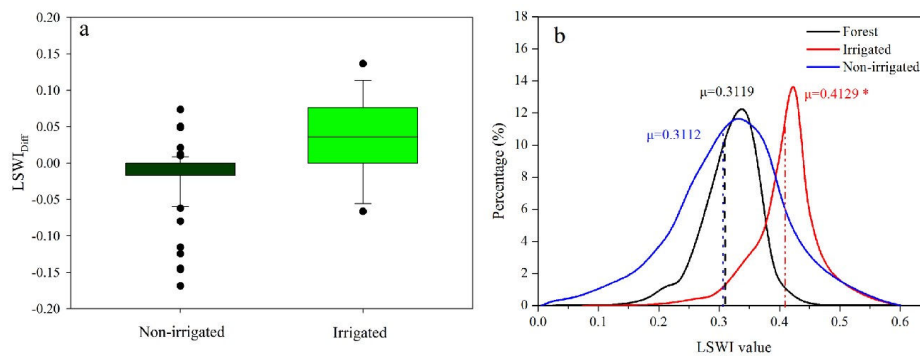 a
0.20
0.15
0.10
0.05
0.00
-0.05
-0.10
-0.15
0.20
LSWI_Diff
Non-irrigated
Irrigated
b
18
16
14
12
10
8
6
4
2
0
Percentage (%)
Forest
Irrigated
Non-irrigated
μ=0.3119
μ=0.4129 *
μ=0.3112
0.0 0.1 0.2 0.3 0.4 0.5 0.6
LSWI value